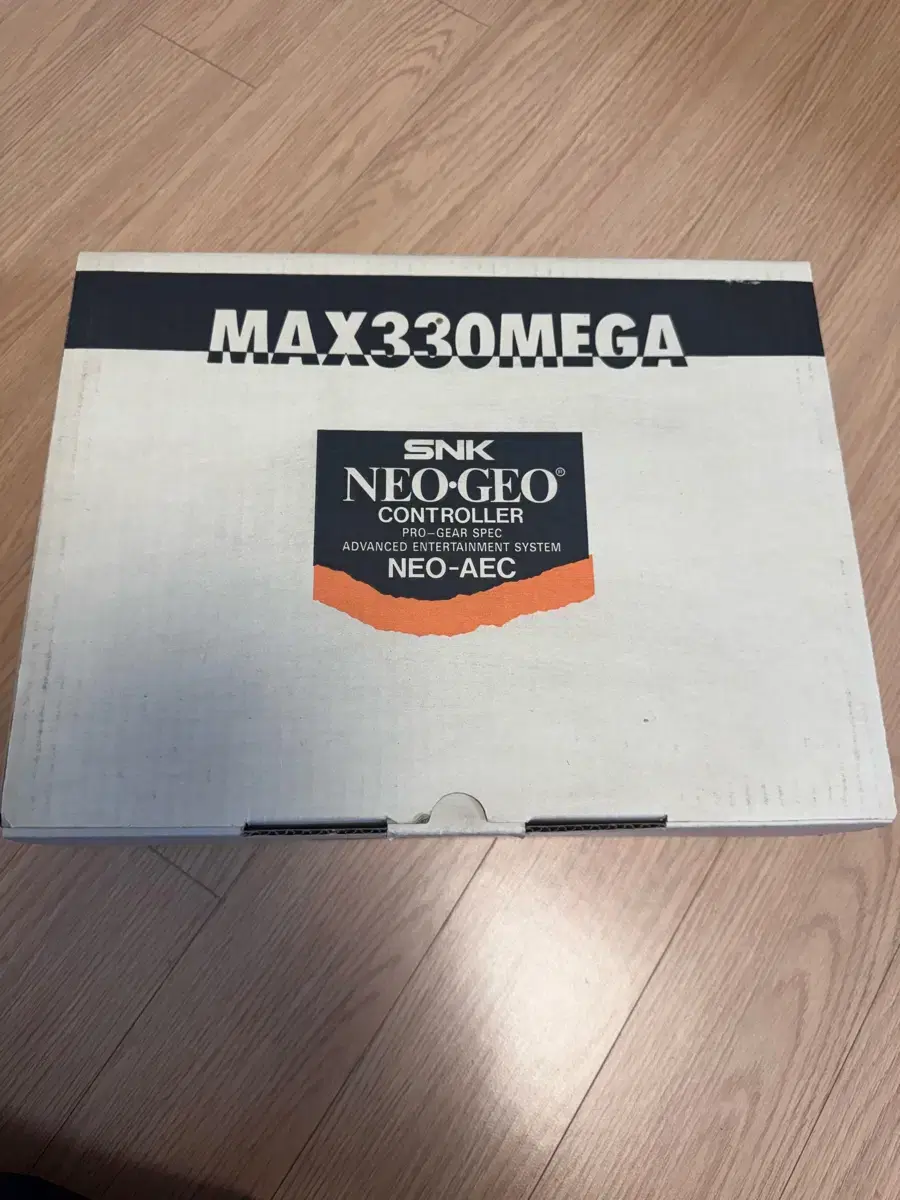 MAX330MEGA
SNK
NEO·GEO®
CONTROLLER
PRO-GEAR SPEC
ADVANCED ENTERTAINMENT SYSTEM
NEO-AEC